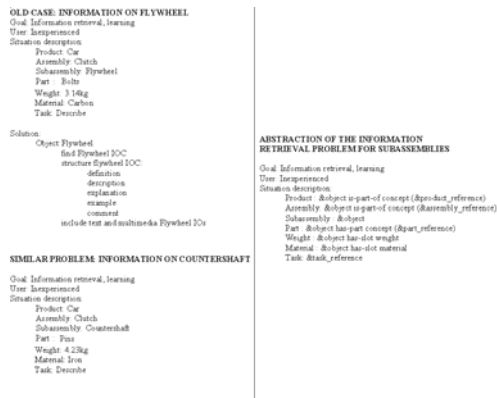 OLD CASE: INFORMATION ON FLYWHEEL
Goal: Information retrieval, learning
User: Inexperienced
Situation description:
Product: Car
Assembly: Clutch
Subassembly: Flywheel
Part : Bolts
Weight: 3.14kg
Material: Carbon
Task: Describe
Solution:
Object: Flywheel
find Flywheel IOC
structure flywheel IOC:
definition
description
explanation
example
comment
include text and multimedia Flywheel IOs
SIMILAR PROBLEM: INFORMATION ON COUNTERSHAFT
Goal: Information retrieval, learning
User: Inexperienced
Situation description:
Product: Car
Assembly: Clutch
Subassembly: Countershaft
Part : Pins
Weight: 4.23kg
Material: Iron
Task: Describe
ABSTRACTION OF THE INFORMATION
RETRIEVAL PROBLEM FOR SUBASSEMBLIES
Goal: Information retrieval, learning
User: Inexperienced
Situation description:
Product : &object is-part-of concept (&product_reference)
Assembly: &object is-part-of concept (&assembly_reference)
Subassembly : &object
Part : &object has-part concept (&part_reference)
Weight : &object has-slot weight
Material : &object has-slot material
Task: &task_reference